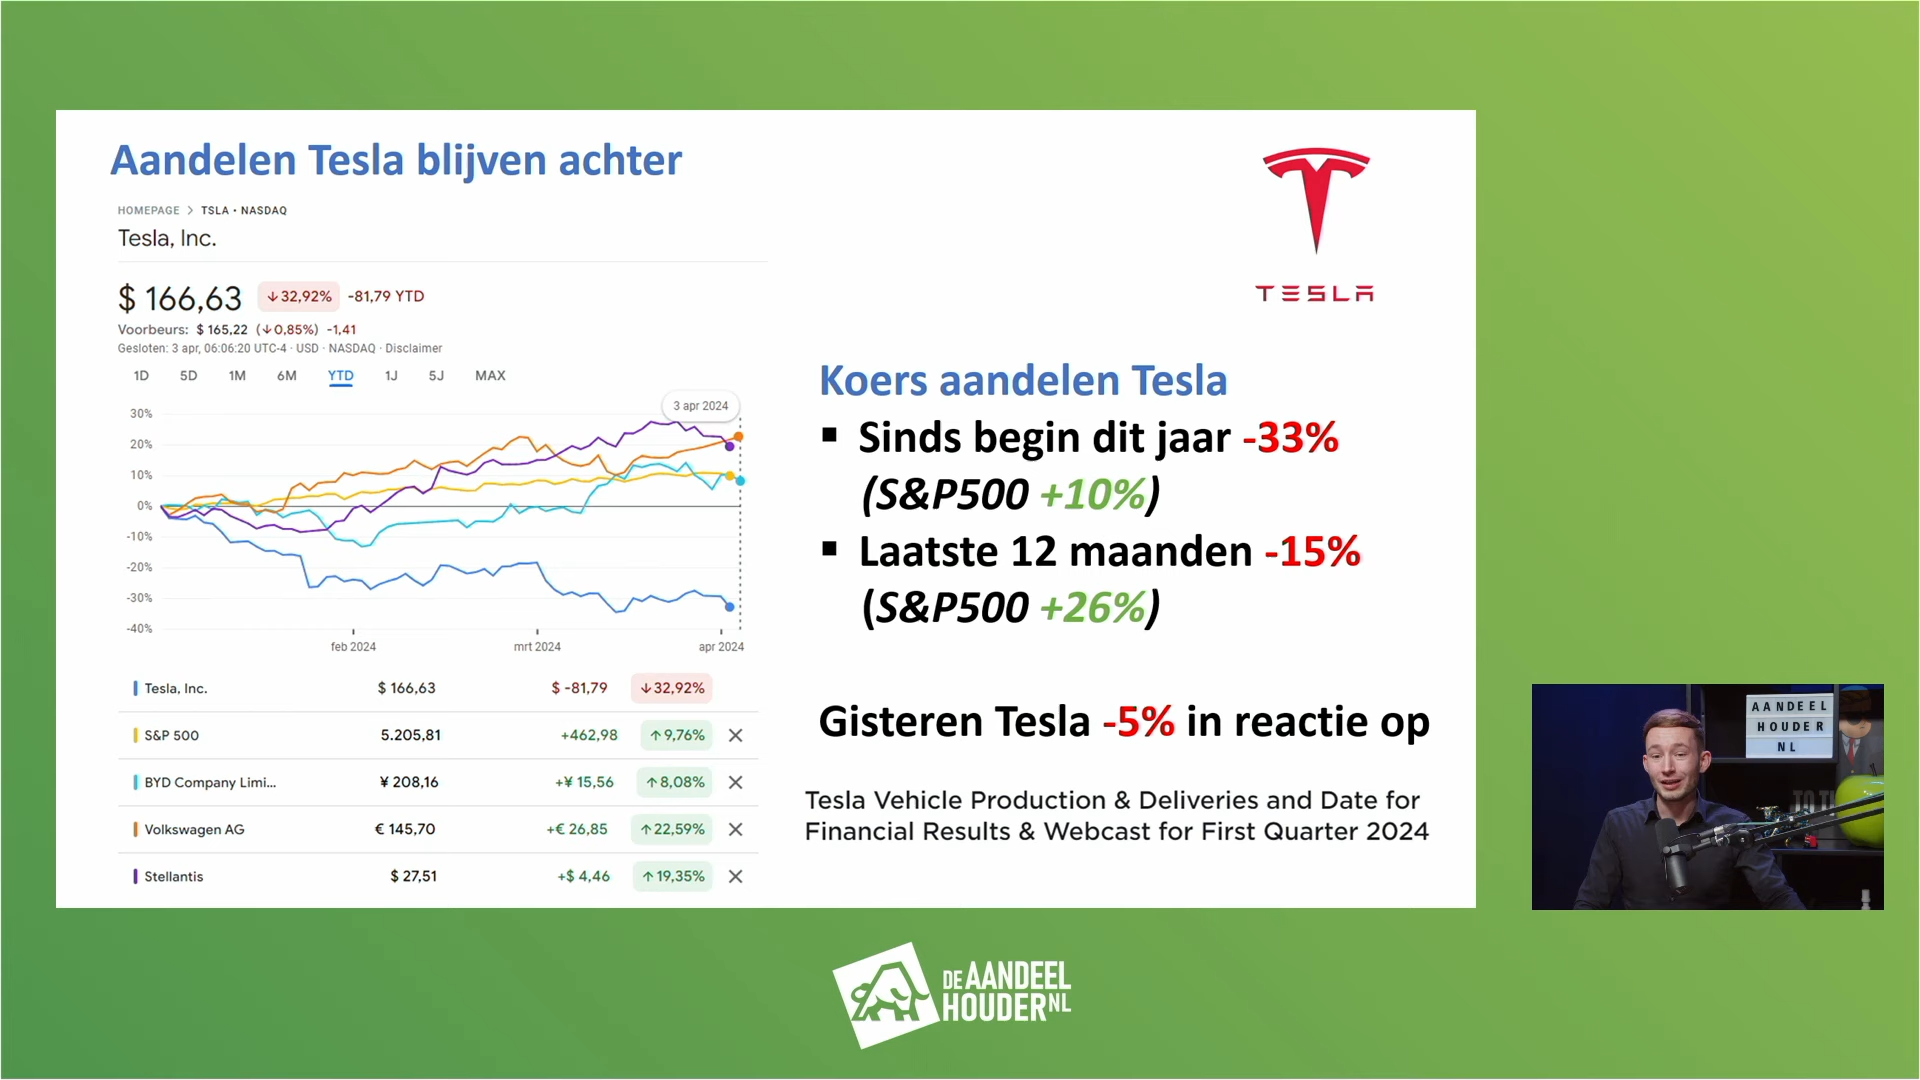 Aandelen Tesla blijven achter
HOMEPAGE > TSLA • NASDAQ
Tesla, Inc.
$ 166,63 ↓32,92% -81,79 YTD
Voorbeurs: $ 165,22 (↓0,85%) -1,41
Gesloten: 3 apr, 06:06:20 UTC-4 · USD · NASDAQ · Disclaimer
1D 5D 1M 6M YTD 1J 5J MAX
3 apr 2024
30%
20%
10%
0%
-10%
-20%
-30%
-40%
feb 2024 mrt 2024 apr 2024
Tesla, Inc. $ 166,63 $ -81,79 ↓32,92%
S&P 500 5.205,81 +462,98 ↑9,76%
BYD Company Limi... ¥ 208,16 +¥ 15,56 ↑8,08%
Volkswagen AG € 145,70 +€ 26,85 ↑22,59%
Stellantis $ 27,51 +$ 4,46 ↑19,35%
TESLA
Koers aandelen Tesla
▪ Sinds begin dit jaar -33%
(S&P500 +10%)
▪ Laatste 12 maanden -15%
(S&P500 +26%)
Gisteren Tesla -5% in reactie op
Tesla Vehicle Production & Deliveries and Date for
Financial Results & Webcast for First Quarter 2024
AANDEEL
HOUDER
NL
DE AANDEEL
HOUDER NL